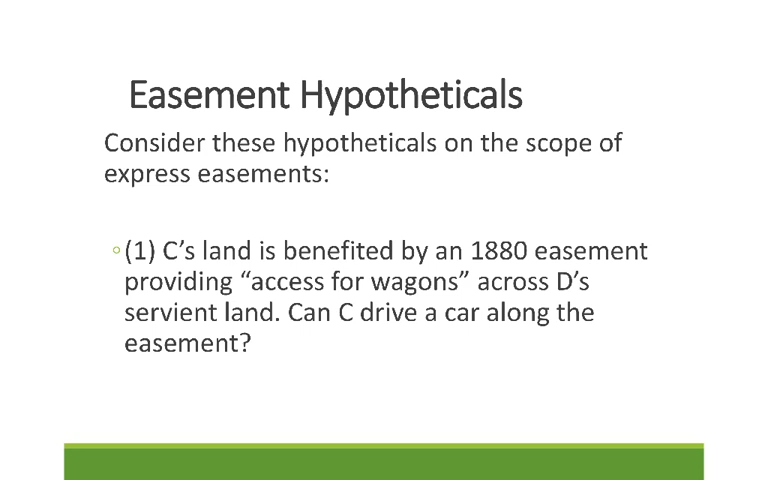 Easement Hypotheticals
Consider these hypotheticals on the scope of
express easements:
◦(1) C’s land is benefited by an 1880 easement
providing “access for wagons” across D’s
servient land. Can C drive a car along the
easement?